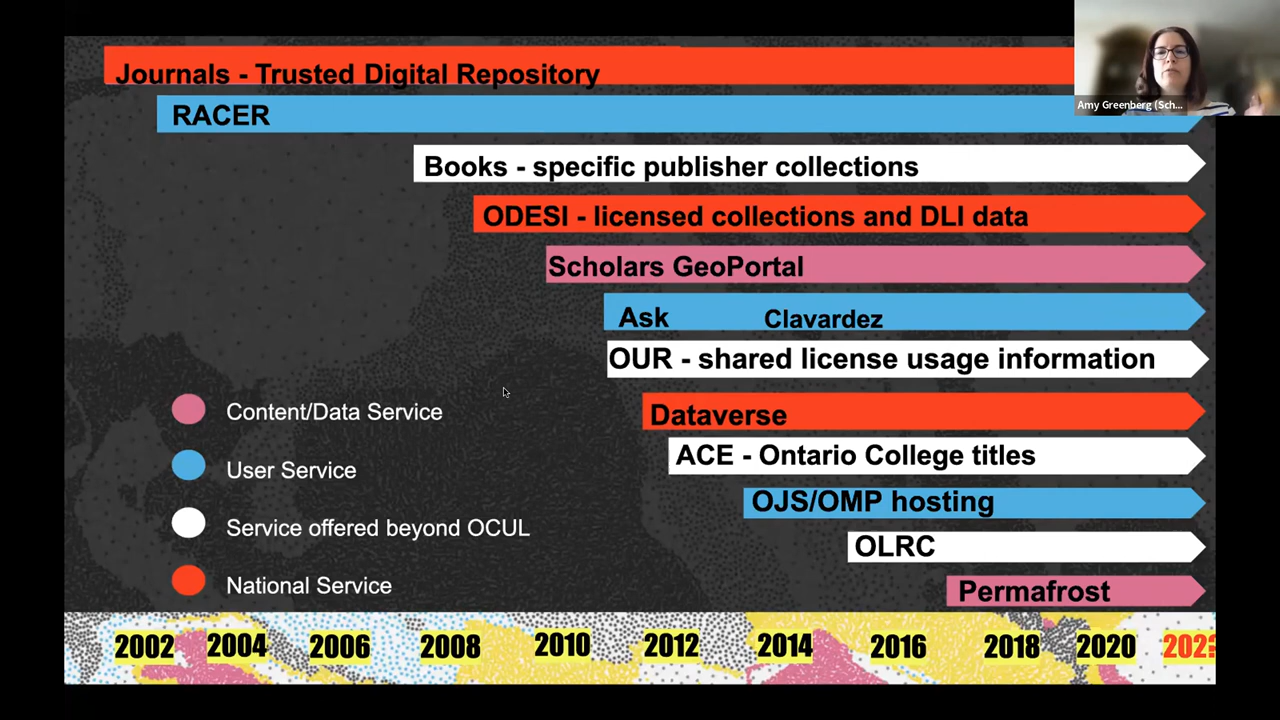 Journals - Trusted Digital Repository
Amy Greenberg (Sch...
RACER
Books - specific publisher collections
ODESI - licensed collections and DLI data
Scholars GeoPortal
Ask Clavardez
OUR - shared license usage information
Content/Data Service
Dataverse
ACE - Ontario College titles
User Service
OJS/OMP hosting
Service offered beyond OCUL
OLRC
National Service
Permafrost
2002 2004 2006 2008 2010 2012 2014 2016 2018 2020